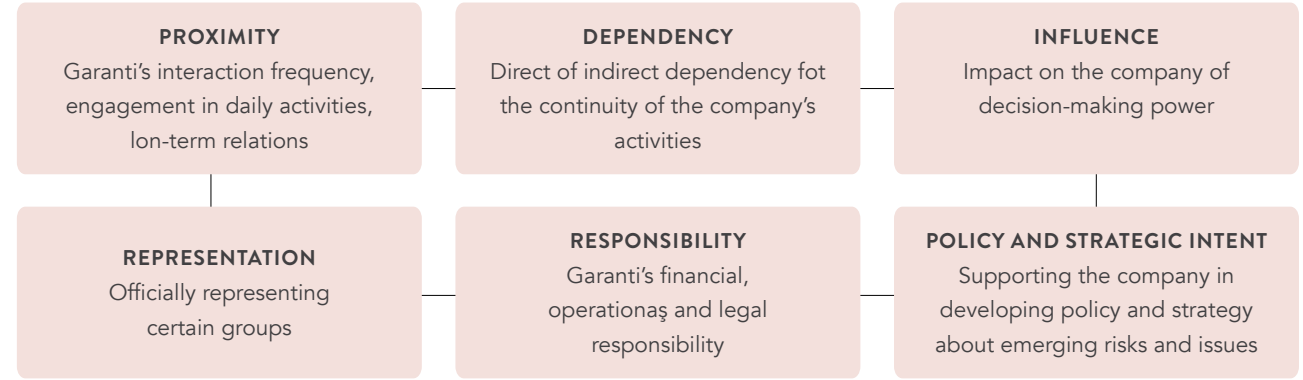 PROXIMITY
Garanti's interaction frequency,
engagement in daily activities,
lon-term relations
DEPENDENCY
Direct of indirect dependency fot
the continuity of the company's
activities
INFLUENCE
Impact on the company of
decision-making power
REPRESENTATION
Officially representing
certain groups
RESPONSIBILITY
Garanti's financial,
operationaş and legal
responsibility
POLICY AND STRATEGIC INTENT
Supporting the company in
developing policy and strategy
about emerging risks and issues